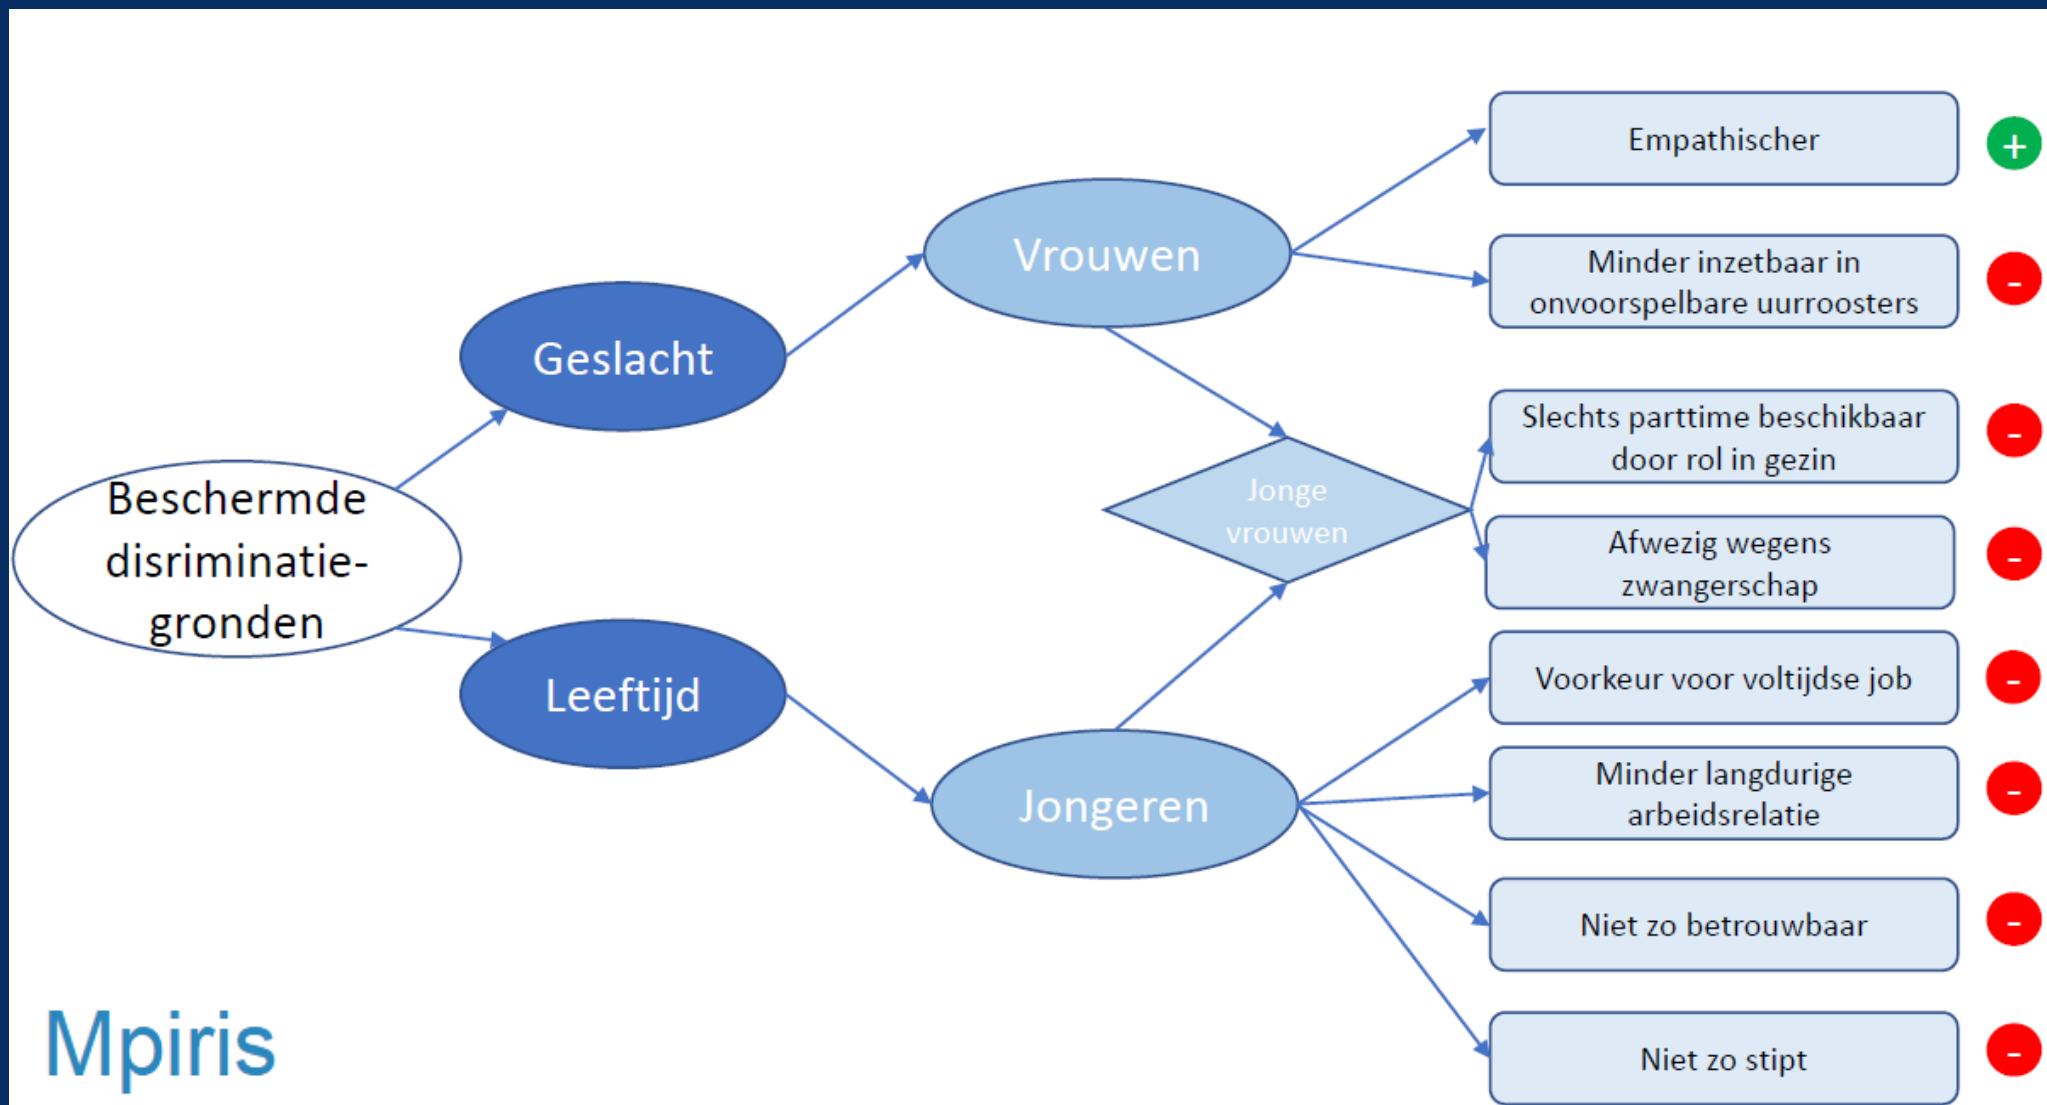 Beschermde
disriminatie-
gronden
Geslacht
Leeftijd
Vrouwen
Jonge
vrouwen
Jongeren
Empathischer
+
Minder inzetbaar in
onvoorspelbare uurroosters
-
Slechts parttime beschikbaar
door rol in gezin
-
Afwezig wegens
zwangerschap
-
Voorkeur voor voltijdse job
-
Minder langdurige
arbeidsrelatie
-
Niet zo betrouwbaar
-
Niet zo stipt
-
Mpiris